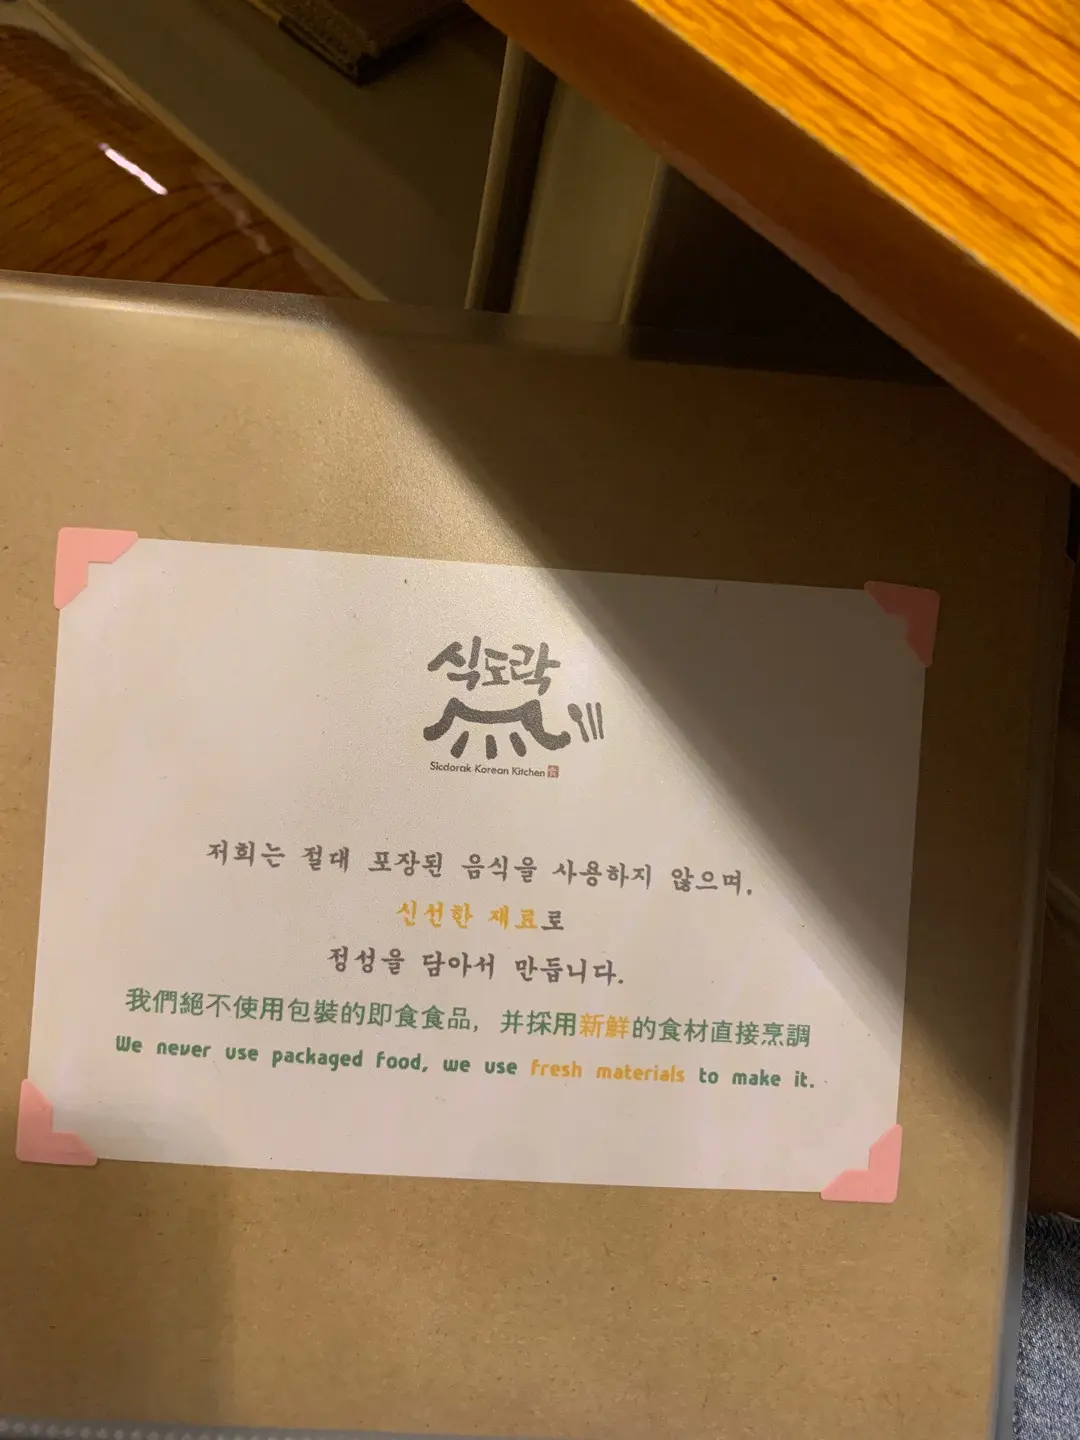 식도락
Sicdorak Korean Kitchen
저희는 절대 포장된 음식을 사용하지 않으며,
신선한 재료로
정성을 담아서 만듭니다.
我們絕不使用包裝的即食食品，并採用新鮮的食材直接烹調
We never use packaged food, we use fresh materials to make it.